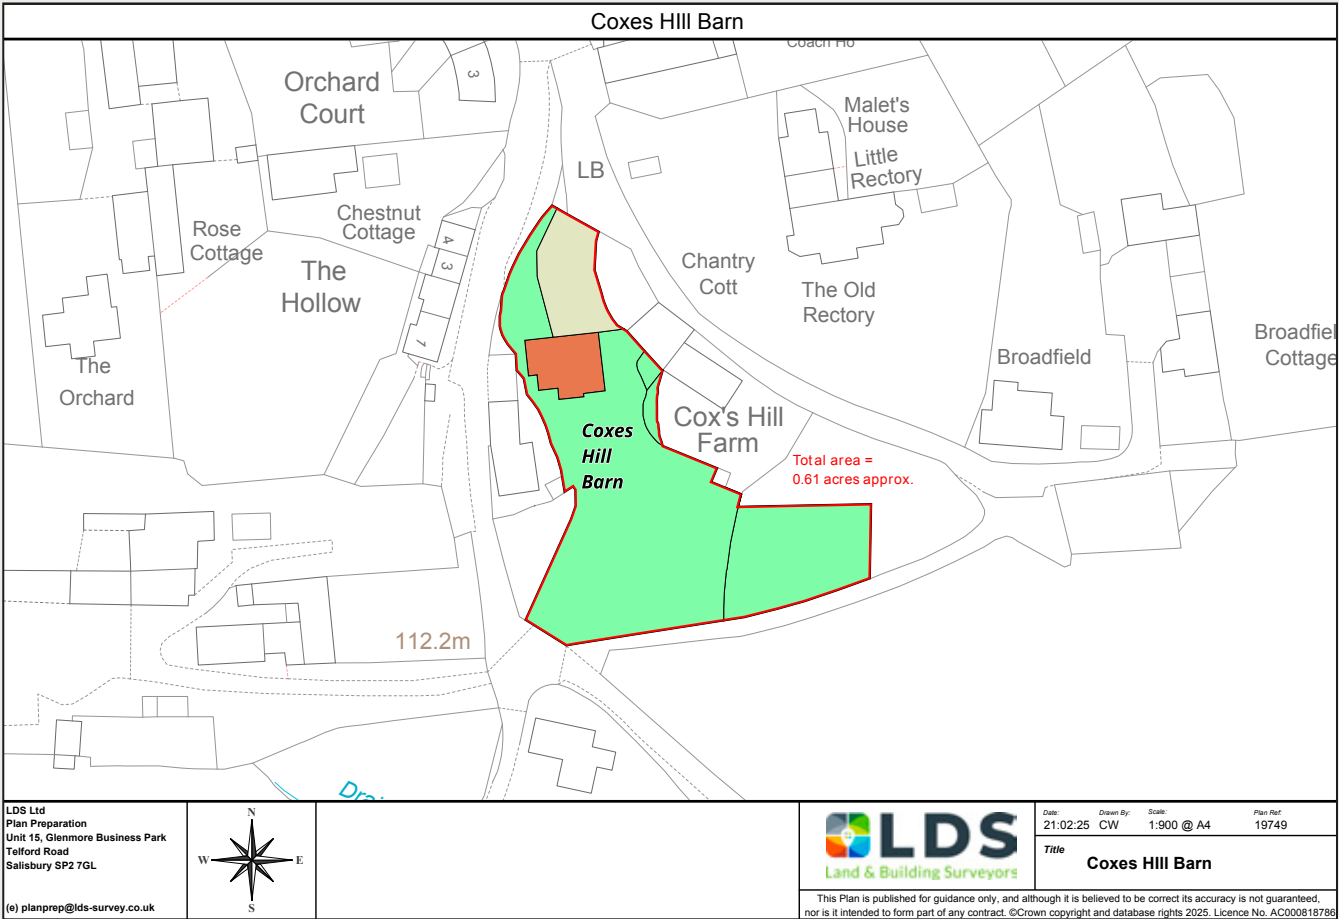 Coxes HIll Barn
Coach Ho
3
Orchard
Court
Malet's
House
Little
Rectory
LB
Rose
Cottage
Chestnut
Cottage
4
3
1
The
Hollow
Chantry
Cott
The Old
Rectory
The
Orchard
Broadfield
Broadfiel
Cottage
Cox's Hill
Farm
Coxes
Hill
Barn
Total area =
0.61 acres approx.
112.2m
LDS Ltd
Plan Preparation
Unit 15, Glenmore Business Park
Telford Road
Salisbury SP2 7GL
(e) planprep@lds-survey.co.uk
N
W E
S
LDS
Land & Building Surveyors
Date: Drawn By: Scale: Plan Ref:
21:02:25 CW 1:900 @ A4 19749
Title
Coxes HIll Barn
This Plan is published for guidance only, and although it is believed to be correct its accuracy is not guaranteed,
nor is it intended to form part of any contract. ©Crown copyright and database rights 2025. Licence No. AC000818786